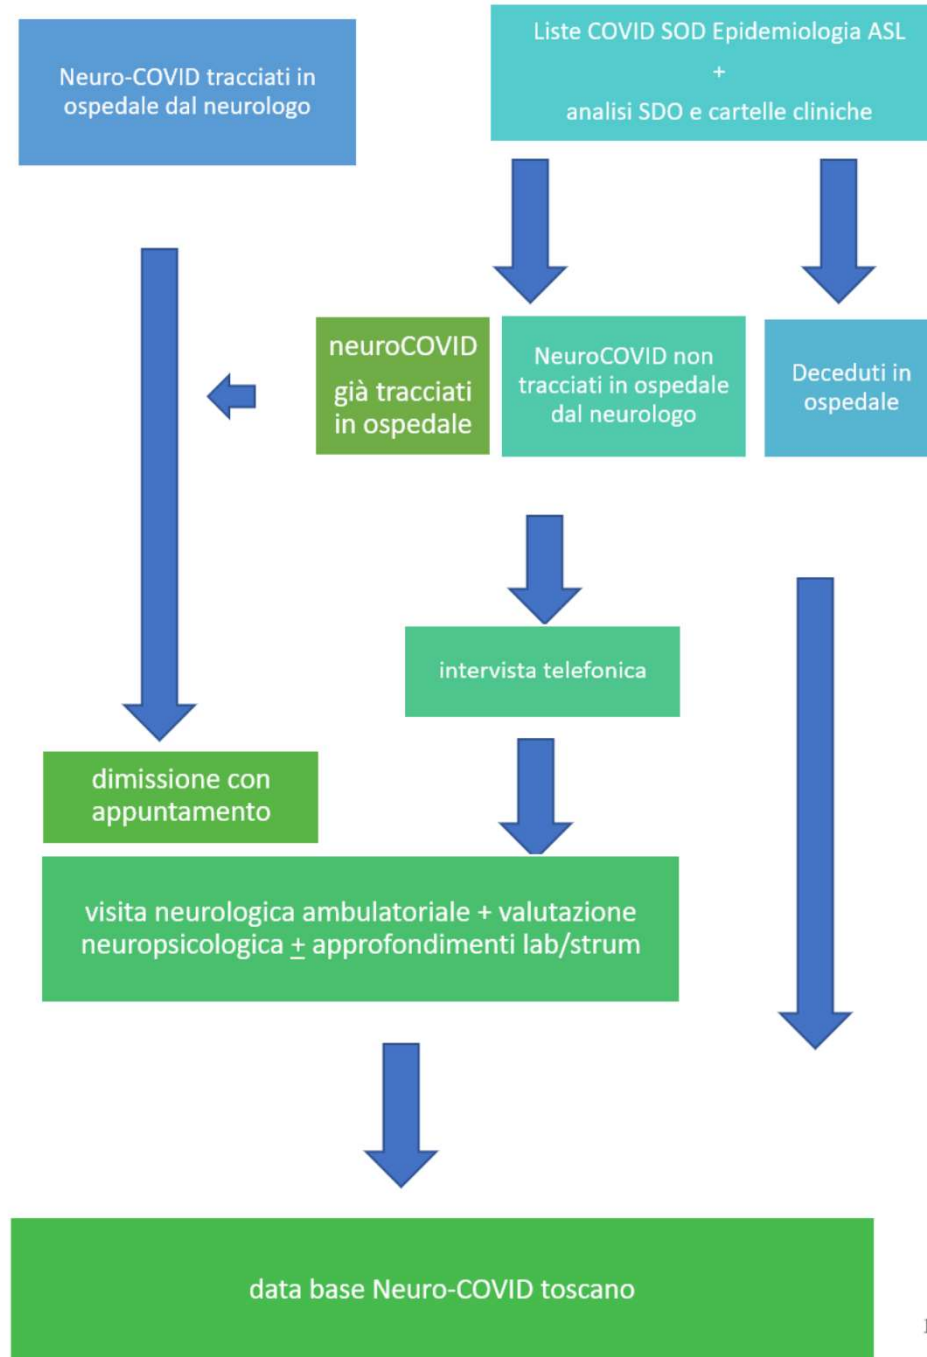 Neuro-COVID tracciati in
ospedale dal neurologo
Liste COVID SOD Epidemiologia ASL
+
analisi SDO e cartelle cliniche
neuroCOVID
già tracciati
in ospedale
NeuroCOVID non
tracciati in ospedale
dal neurologo
Deceduti in
ospedale
intervista telefonica
dimissione con
appuntamento
visita neurologica ambulatoriale + valutazione
neuropsicologica ± approfondimenti lab/strum
data base Neuro-COVID toscano